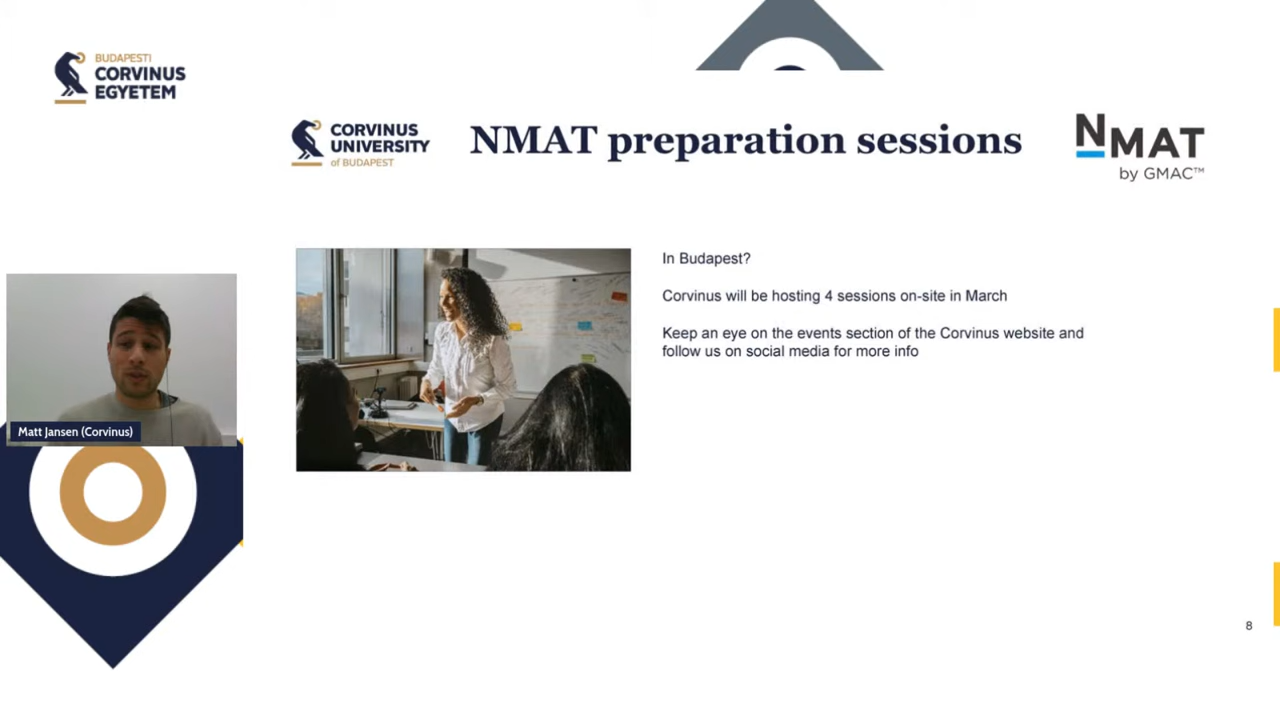 BUDAPESTI
CORVINUS
EGYETEM
CORVINUS
UNIVERSITY
of BUDAPEST
NMAT preparation sessions
NMAT
by GMAC™
In Budapest?
Corvinus will be hosting 4 sessions on-site in March
Keep an eye on the events section of the Corvinus website and
follow us on social media for more info
Matt Jansen (Corvinus)
8